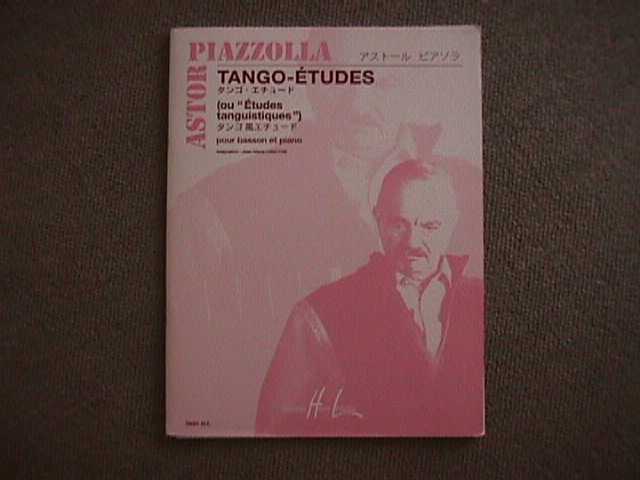 ASTOR
PIAZZOLLA
アストール ピアソラ
TANGO-ÉTUDES
タンゴ・エチュード
(ou "Études
tanguistiques")
タンゴ風エチュード
pour basson et piano
H L